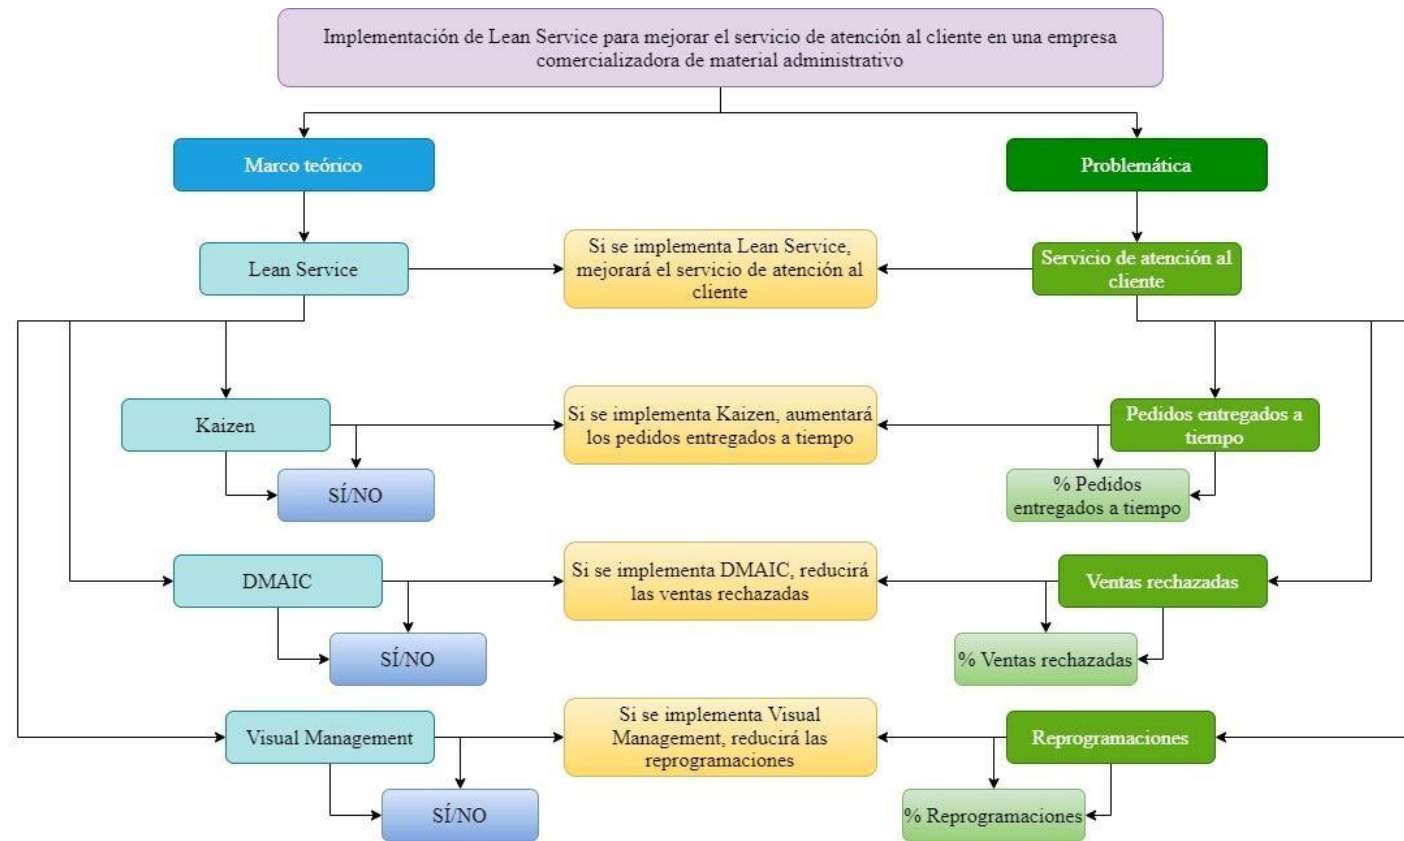 Implementación de Lean Service para mejorar el servicio de atención al cliente en una empresa
comercializadora de material administrativo
Marco teórico
Problemática
Lean Service
Si se implementa Lean Service,
mejorará el servicio de atención al
cliente
Servicio de atención al
cliente
Kaizen
Si se implementa Kaizen, aumentará
los pedidos entregados a tiempo
Pedidos entregados a
tiempo
SÍ/NO
% Pedidos
entregados a tiempo
DMAIC
Si se implementa DMAIC, reducirá
las ventas rechazadas
Ventas rechazadas
SÍ/NO
% Ventas rechazadas
Visual Management
Si se implementa Visual
Management, reducirá las
reprogramaciones
Reprogramaciones
SÍ/NO
% Reprogramaciones